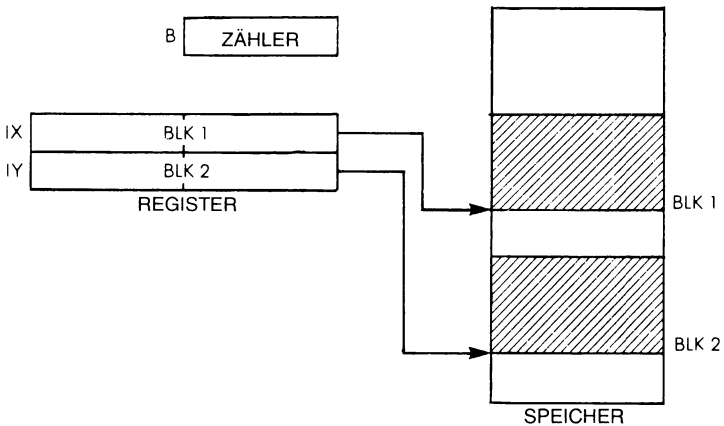 B ZÄHLER
IX BLK 1
IY BLK 2
REGISTER
BLK 1
BLK 2
SPEICHER